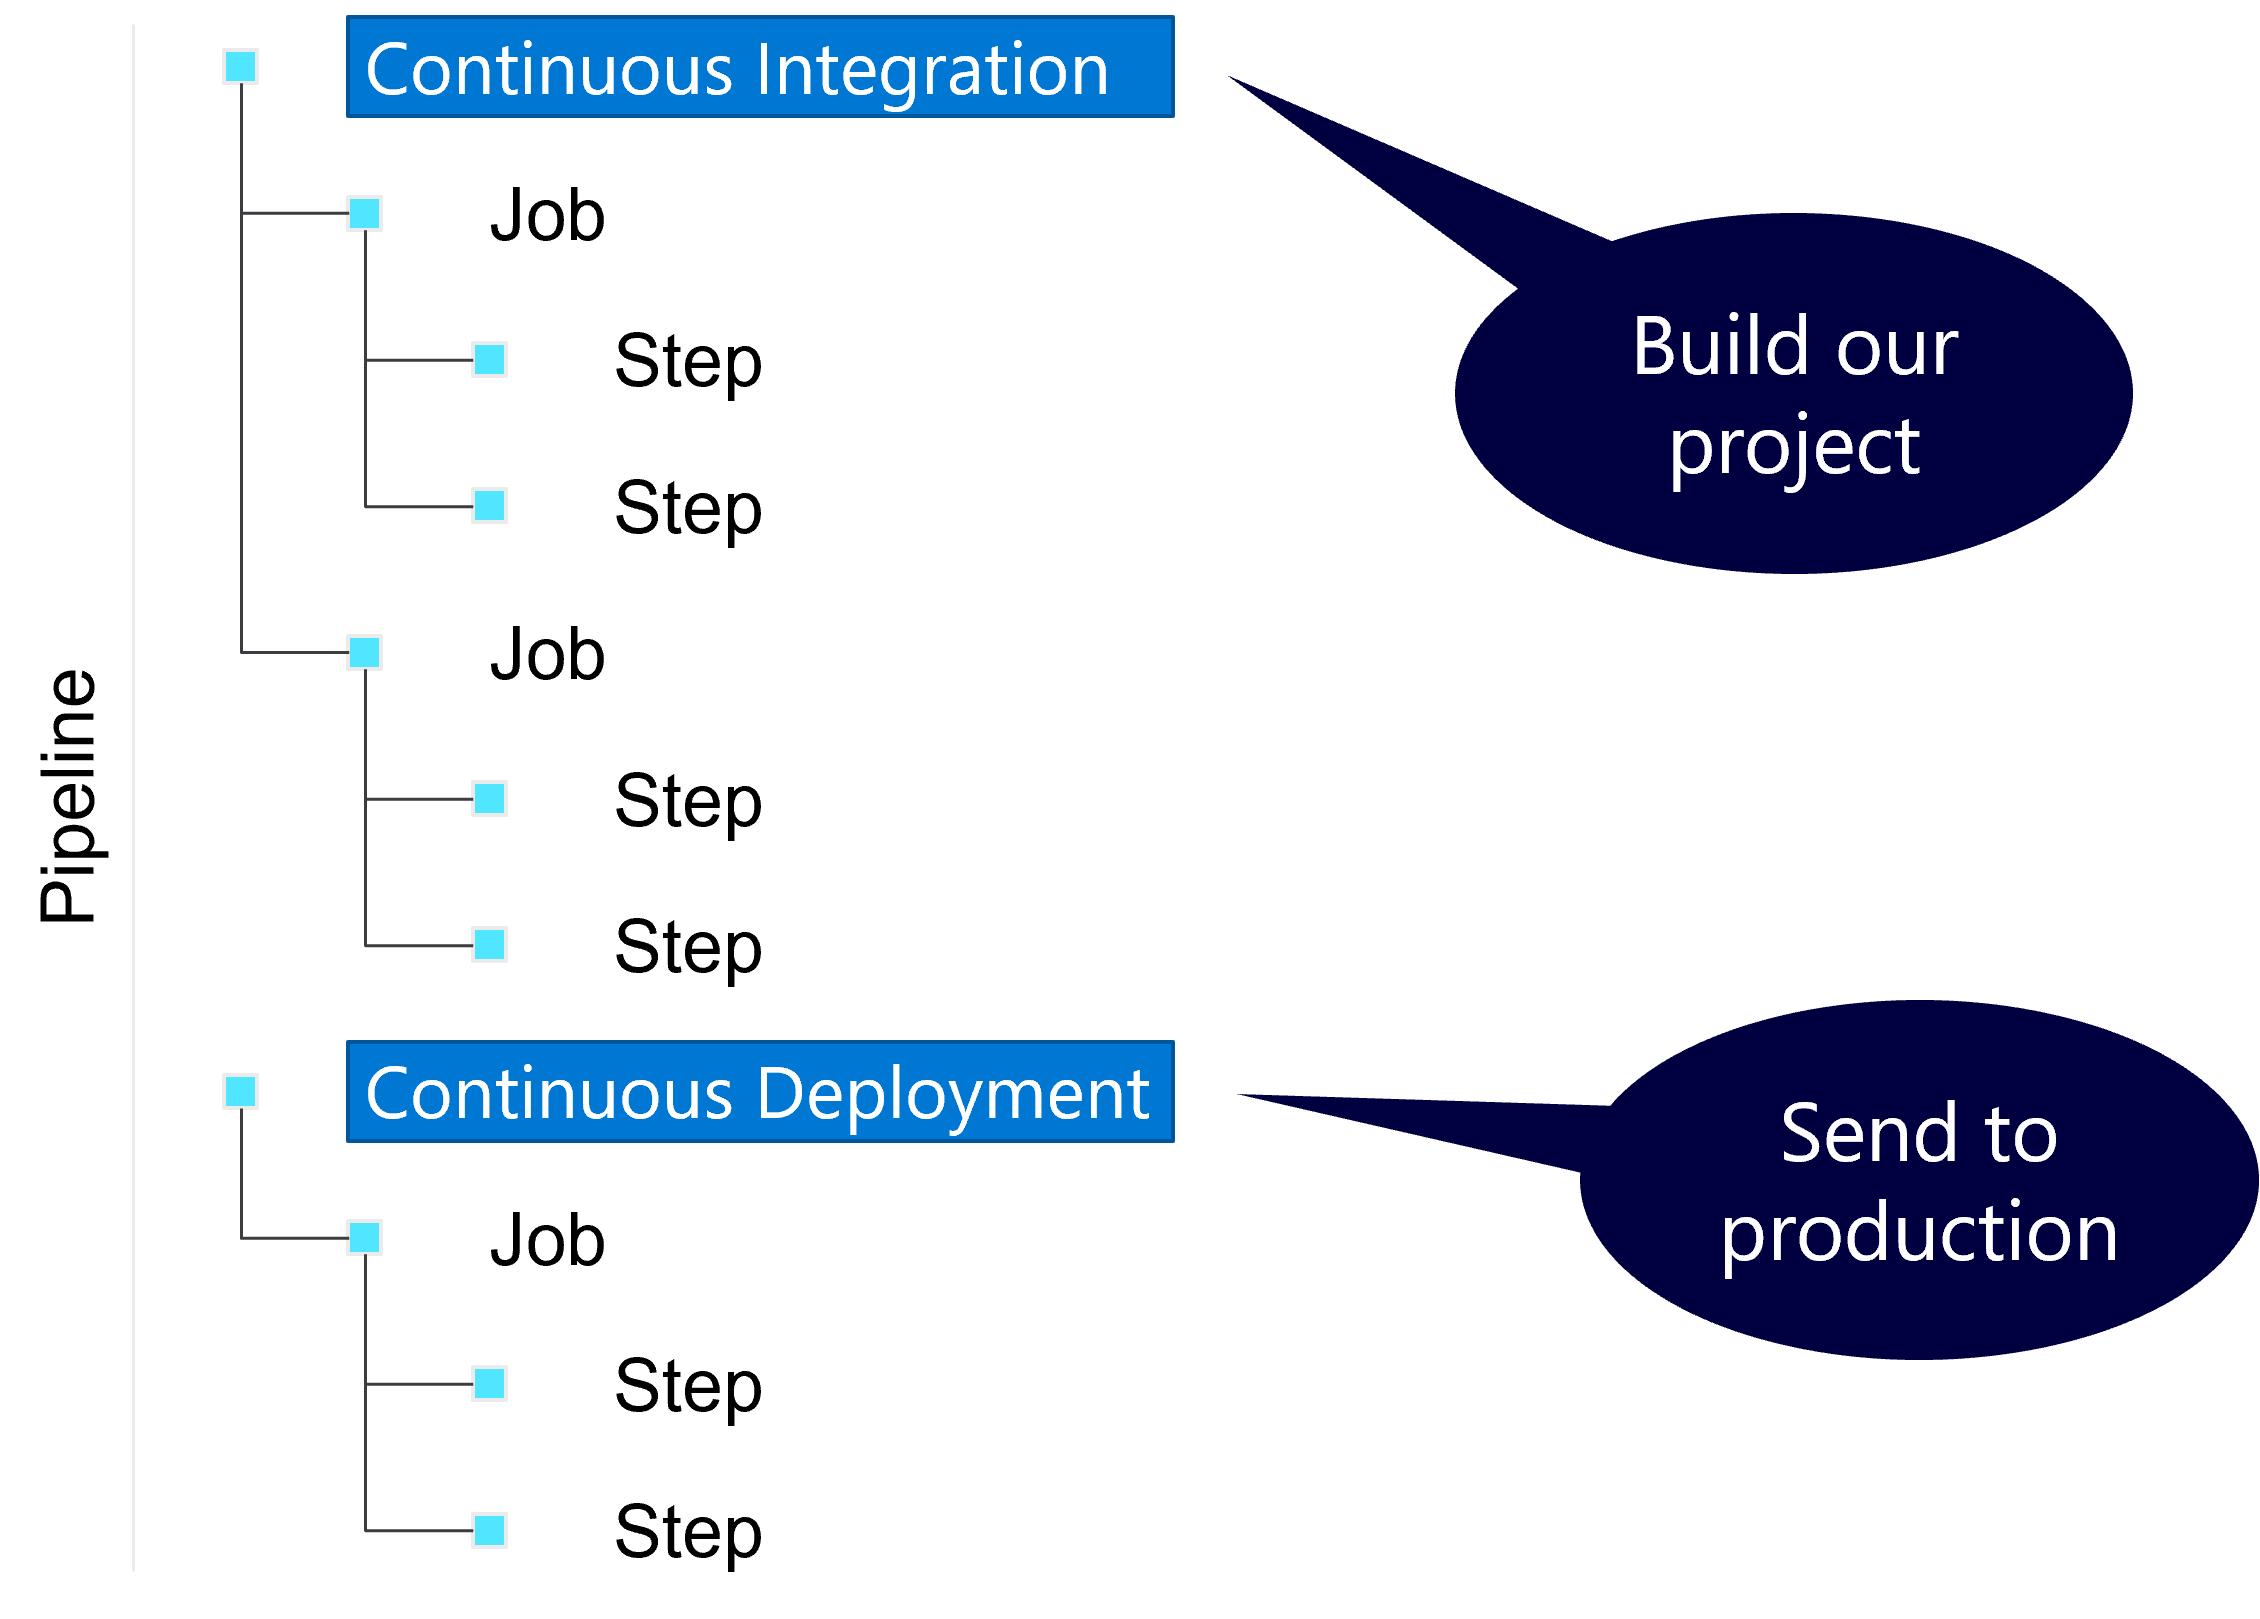 Pipeline
Continuous Integration
Job
Step
Step
Job
Step
Step
Continuous Deployment
Job
Step
Step
Build our
project
Send to
production